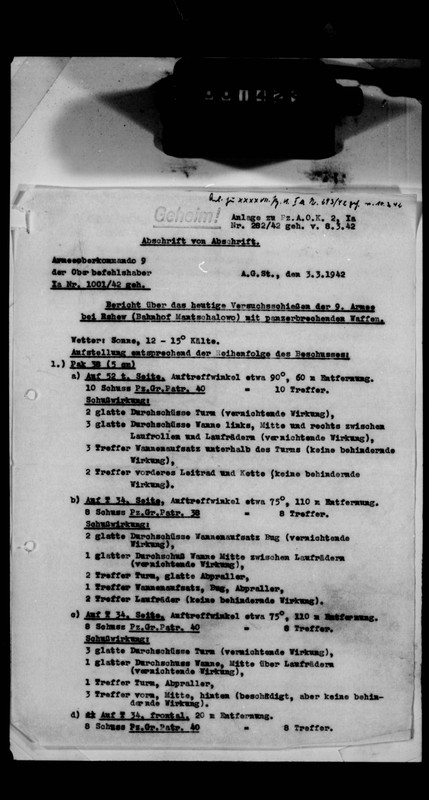 Geheim!
Anlage zu Pz.A.O.K. 2, Ia
Nr. 282/42 geh. v. 8.3.42
Abschrift von Abschrift.
Armeeoberkommando 9
der Oberbefehlshaber
Ia Nr. 1001/42 geh.
A.G.St., den 3.3.1942
Bericht über das heutige Versuchsschießen der 9. Armee
bei Rshew (Bahnhof Mantschalowo) mit panzerbrechenden Waffen.
Wetter: Sonne, 12 - 15° Kälte.
Aufstellung entsprechend der Reihenfolge des Beschusses:
1.) Pak 38 (5 cm)
a) Auf 52 t. Seite. Auftreffwinkel etwa 90°, 60 m Entfernung.
10 Schuss Pz.Gr.Patr. 40 = 10 Treffer.
Schußwirkung:
2 glatte Durchschüsse Turm (vernichtende Wirkung),
3 glatte Durchschüsse Wanne links, Mitte und rechts zwischen
Laufrollen und Laufrädern (vernichtende Wirkung),
3 Treffer Wannenaufsatz unterhalb des Turms (keine behindernde
Wirkung),
2 Treffer vorderes Leitrad und Kette (keine behindernde
Wirkung).
b) Auf T 34. Seite. Auftreffwinkel etwa 75°, 110 m Entfernung.
8 Schuss Pz.Gr.Patr. 38 = 8 Treffer.
Schußwirkung:
2 glatte Durchschüsse Wannenaufsatz Bug (vernichtende
Wirkung),
1 glatter Durchschuß Wanne Mitte zwischen Laufrädern
(vernichtende Wirkung),
2 Treffer Turm, glatte Abpraller,
1 Treffer Wannenaufsatz, Bug, Abpraller,
2 Treffer Laufräder (keine behindernde Wirkung).
c) Auf T 34. Seite. Auftreffwinkel etwa 75°, 110 m Entfernung.
8 Schuss Pz.Gr.Patr. 40 = 8 Treffer.
Schußwirkung:
3 glatte Durchschüsse Turm (vernichtende Wirkung),
1 glatter Durchschuss Wanne, Mitte über Laufrädern
(vernichtende Wirkung),
1 Treffer Turm, Abpraller,
3 Treffer vorn, Mitte, hinten (beschädigt, aber keine behin-
dernde Wirkung).
d) Auf T 34. frontal. 20 m Entfernung.
8 Schuss Pz.Gr.Patr. 40 = 8 Treffer.